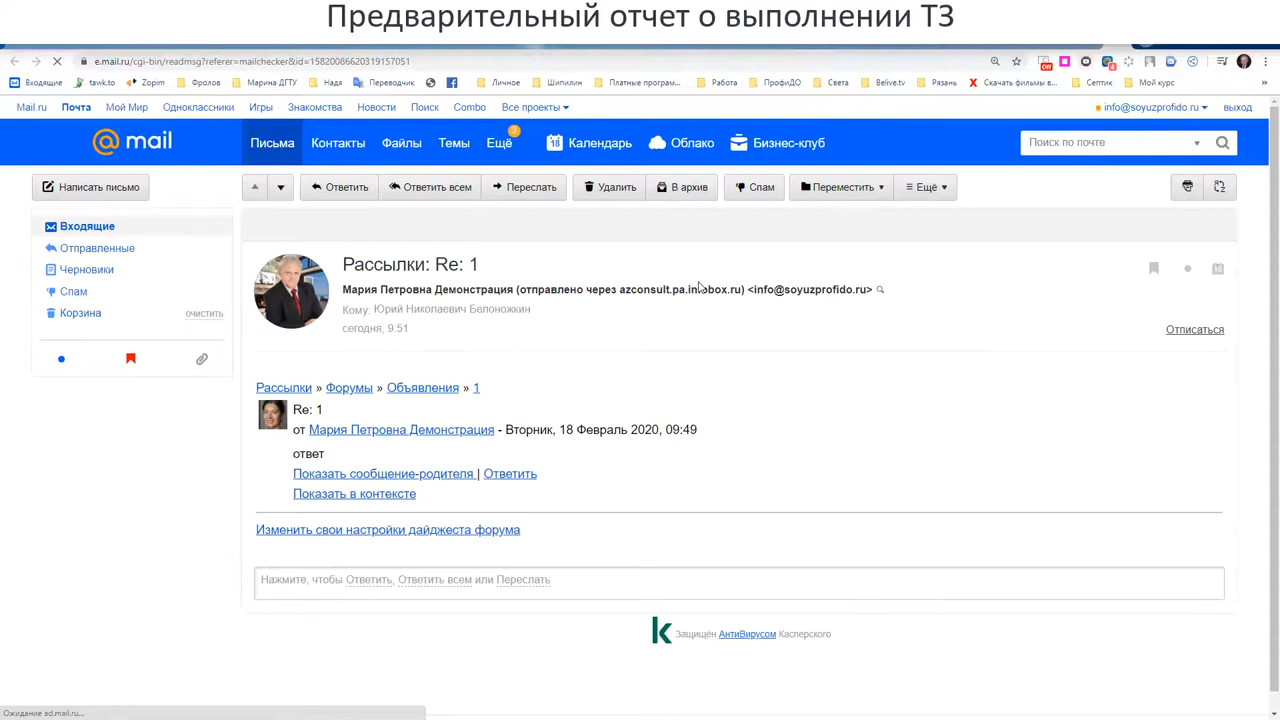 Предварительный отчет о выполнении ТЗ
e.mail.ru/cgi-bin/readmsg?referer=mailchecker&id=15820086620319157051
Off
Входящие tawk.to Zopim Фролов Марина ДГТУ Надо Переводчик Личное Шипилин Платные програм... Работа ПрофиДО Света Belive.tv Рязань Скачать фильмы в... Септик Мой курс »
Mail.ru Почта Мой Мир Одноклассники Игры Знакомства Новости Поиск Combo Все проекты info@soyuzprofido.ru выход
@mail Письма Контакты Файлы Темы Ещё 3 18 Календарь Облако Бизнес-клуб Поиск по почте
Написать письмо Ответить Ответить всем Переслать Удалить В архив Спам Переместить Ещё
Входящие
Отправленные
Черновики
Спам
Корзина очистить
Рассылки: Re: 1
Мария Петровна Демонстрация (отправлено через azconsult.pa.infobox.ru) <info@soyuzprofido.ru>
Кому: Юрий Николаевич Белоножкин
сегодня, 9:51
Отписаться
Рассылки » Форумы » Объявления » 1
Re: 1
от Мария Петровна Демонстрация - Вторник, 18 Февраль 2020, 09:49
ответ
Показать сообщение-родителя | Ответить
Показать в контексте
Изменить свои настройки дайджеста форума
Нажмите, чтобы Ответить, Ответить всем или Переслать
Защищён АнтиВирусом Касперского
Ожидание ad.mail.ru...